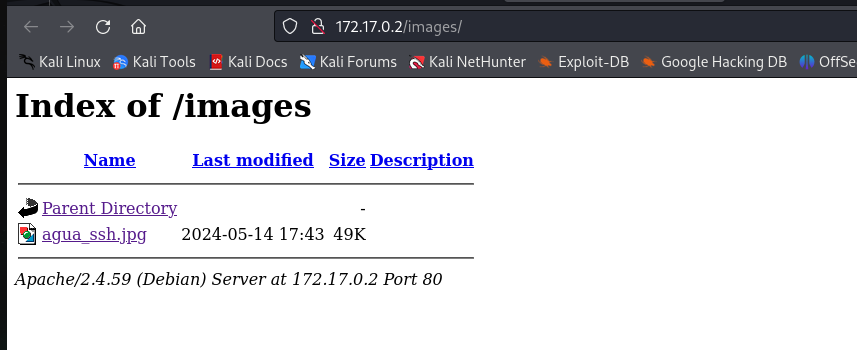 172.17.0.2/images/
Kali Linux Kali Tools Kali Docs Kali Forums Kali NetHunter Exploit-DB Google Hacking DB OffSe
Index of /images
Name Last modified Size Description
Parent Directory -
agua_ssh.jpg 2024-05-14 17:43 49K
Apache/2.4.59 (Debian) Server at 172.17.0.2 Port 80